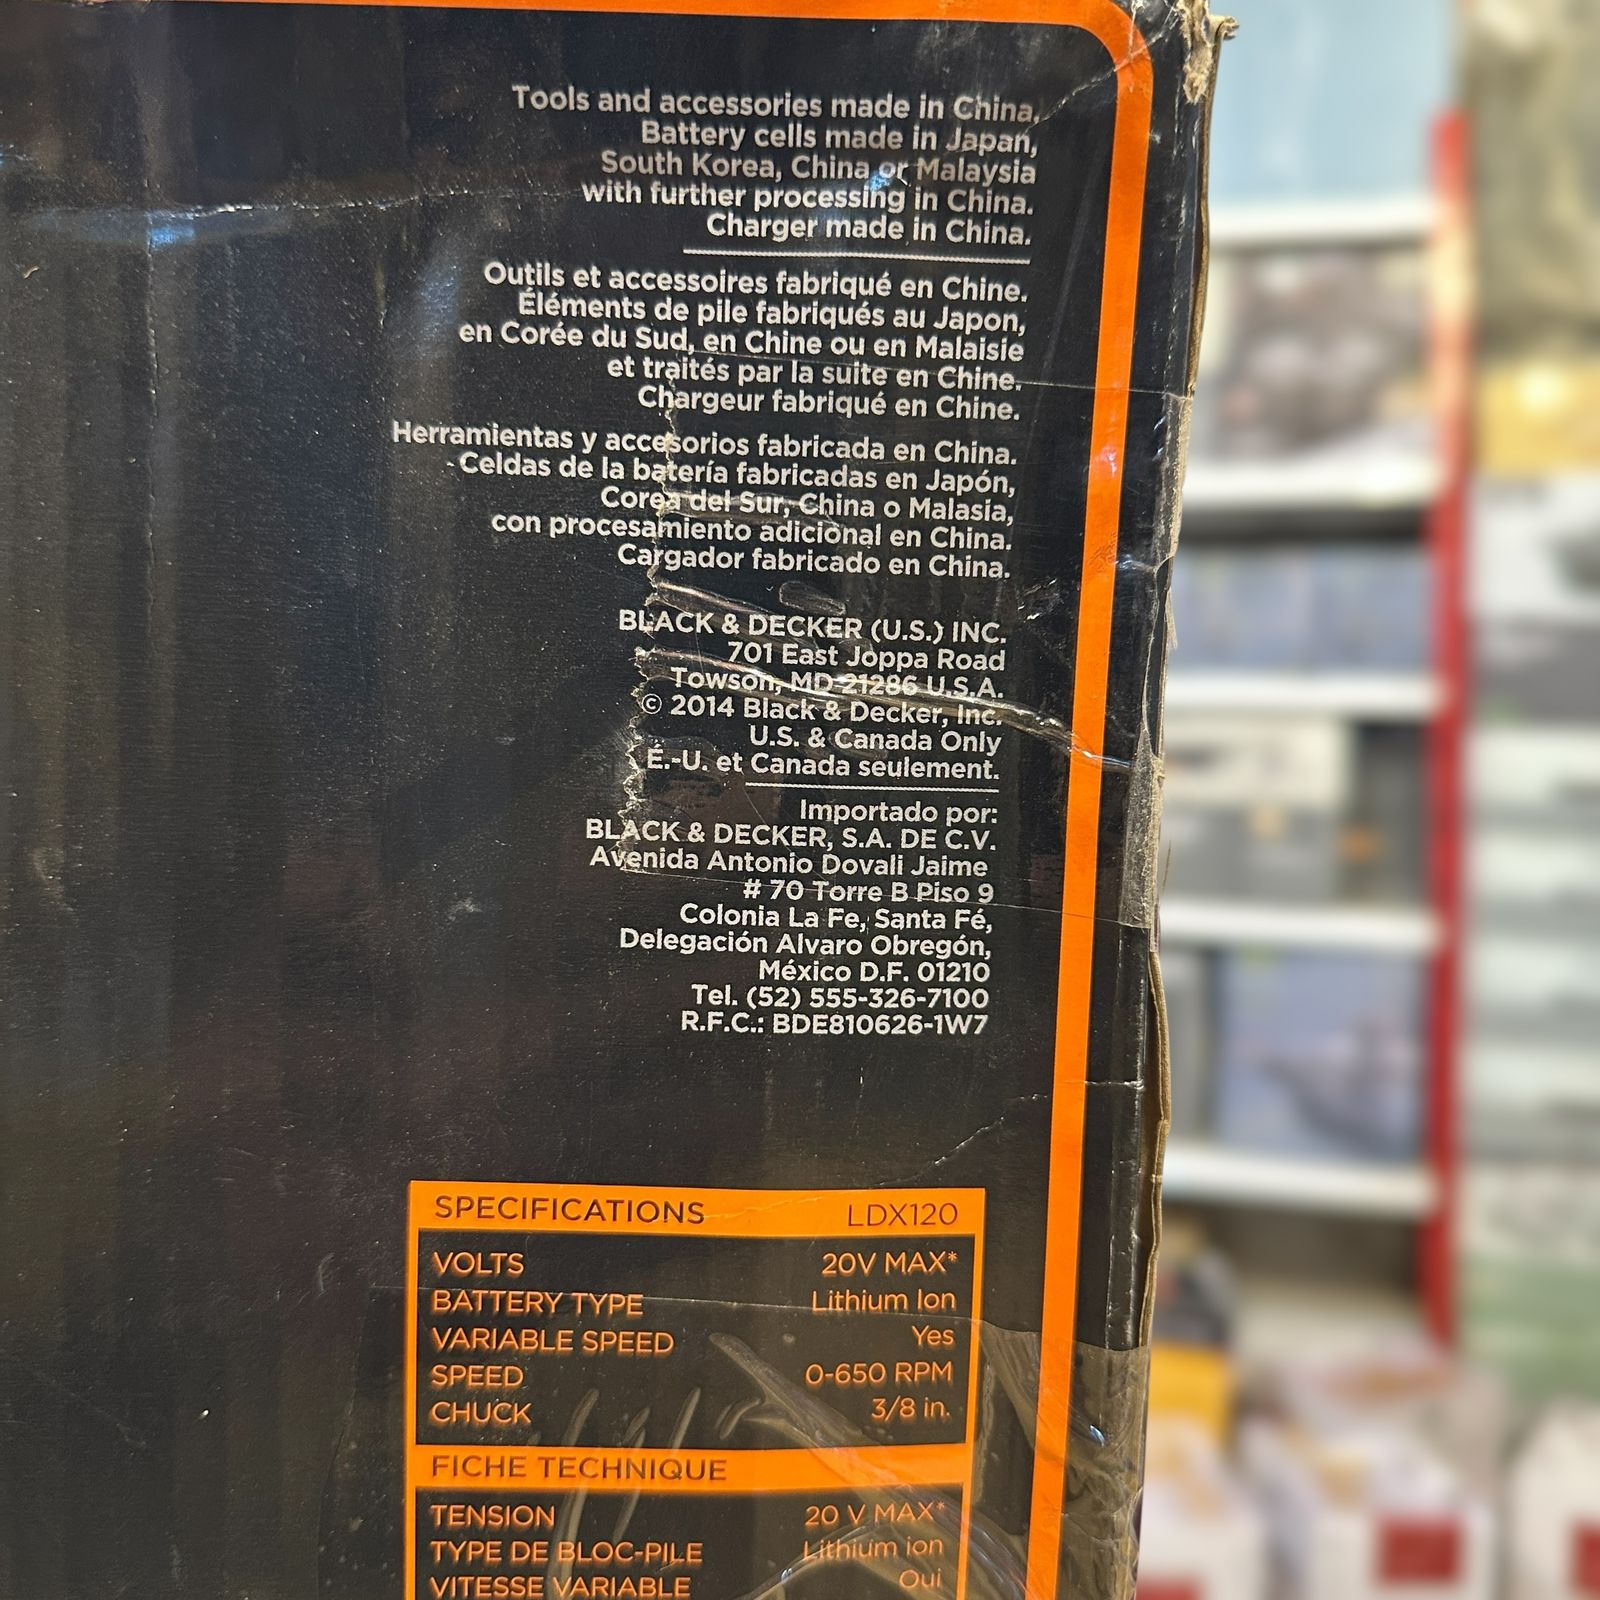 Tools and accessories made in China,
Battery cells made in Japan,
South Korea, China or Malaysia
with further processing in China.
Charger made in China.
Outils et accessoires fabriqué en Chine.
Éléments de pile fabriqués au Japon,
en Corée du Sud, en Chine ou en Malaisie
et traités par la suite en Chine.
Chargeur fabriqué en Chine.
Herramientas y accesorios fabricada en China.
Celdas de la batería fabricadas en Japón,
Corea del Sur, China o Malasia,
con procesamiento adicional en China.
Cargador fabricado en China.
BLACK & DECKER (U.S.) INC.
701 East Joppa Road
Towson, MD 21286 U.S.A.
© 2014 Black & Decker, Inc.
U.S. & Canada Only
É.-U. et Canada seulement.
Importado por:
BLACK & DECKER, S.A. DE C.V.
Avenida Antonio Dovali Jaime
# 70 Torre B Piso 9
Colonia La Fe, Santa Fé,
Delegación Alvaro Obregón,
México D.F. 01210
Tel. (52) 555-326-7100
R.F.C.: BDE810626-1W7
SPECIFICATIONS LDX120
VOLTS 20V MAX*
BATTERY TYPE Lithium Ion
VARIABLE SPEED Yes
SPEED 0-650 RPM
CHUCK 3/8 in.
FICHE TECHNIQUE
TENSION 20 V MAX*
TYPE DE BLOC-PILE Lithium ion
VITESSE VARIABLE Oui